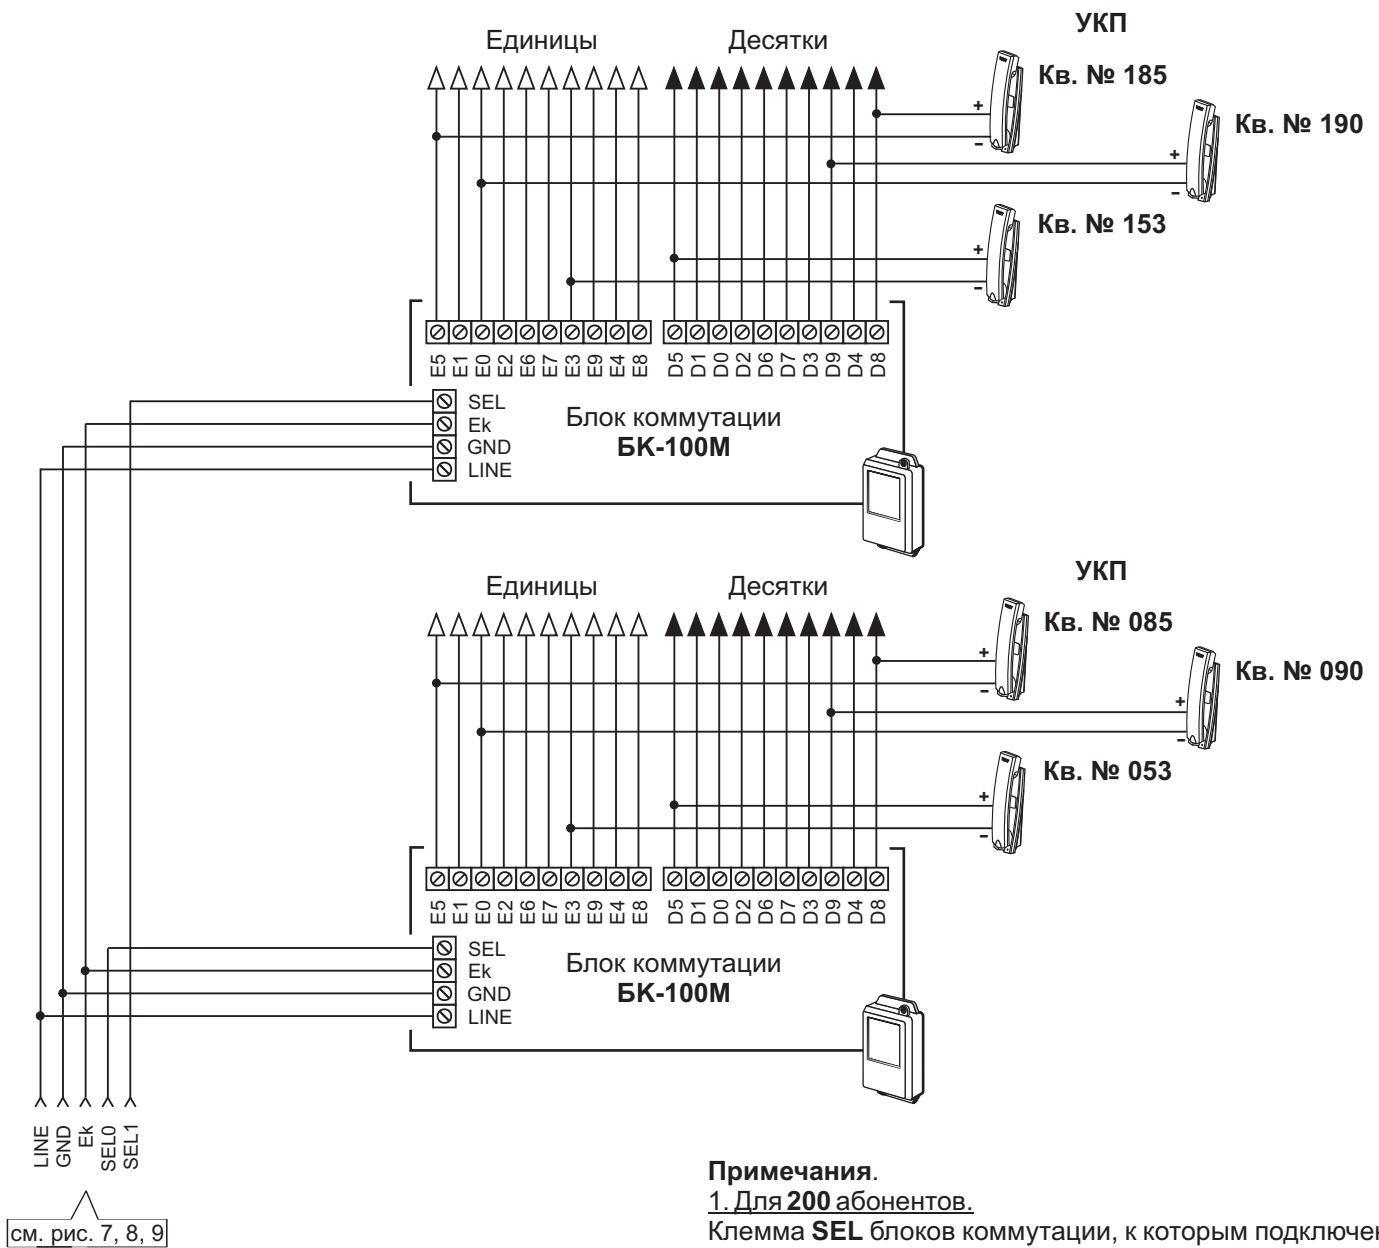 УКП
Единицы
Десятки
Кв. № 185
+
–
Кв. № 190
+
–
Кв. № 153
+
–
E5 E1 E0 E2 E6 E7 E3 E9 E4 E8
D5 D1 D0 D2 D6 D7 D3 D9 D4 D8
SEL
Ek
GND
LINE
Блок коммутации
БК-100М
УКП
Единицы
Десятки
Кв. № 085
+
–
Кв. № 090
+
–
Кв. № 053
+
–
E5 E1 E0 E2 E6 E7 E3 E9 E4 E8
D5 D1 D0 D2 D6 D7 D3 D9 D4 D8
SEL
Ek
GND
LINE
Блок коммутации
БК-100М
LINE
GND
Ek
SEL0
SEL1
см. рис. 7, 8, 9
Примечания.
1. Для 200 абонентов.
Клемма SEL блоков коммутации, к которым